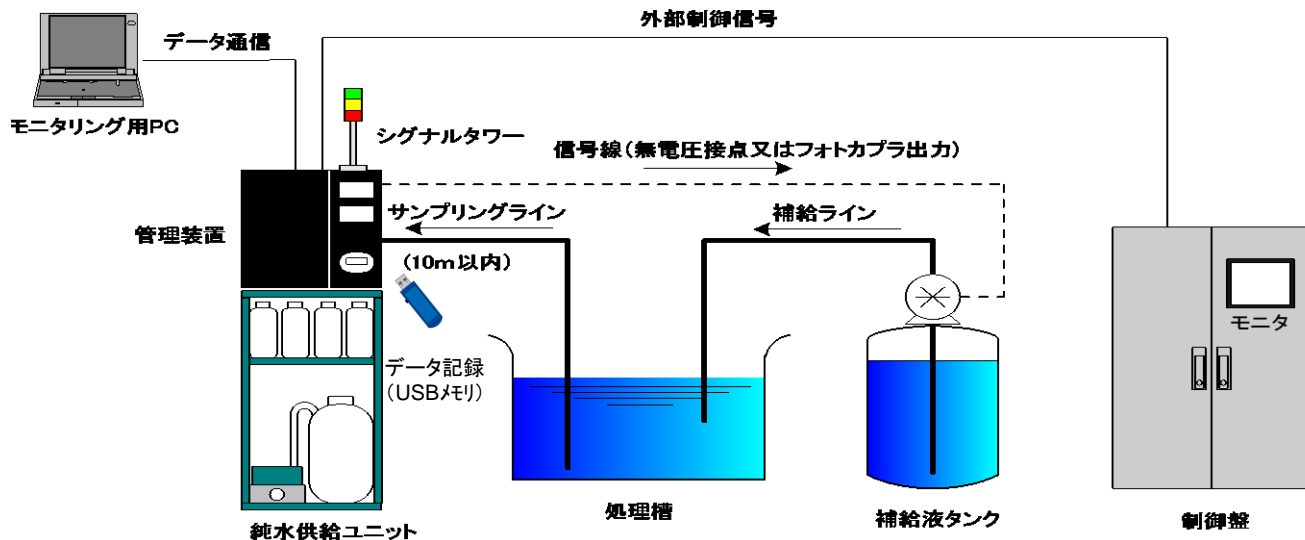 外部制御信号
データ通信
モニタリング用PC
シグナルタワー
信号線(無電圧接点又はフォトカプラ出力)
サンプリングライン
補給ライン
管理装置
(10m以内)
モニタ
データ記録
(USBメモリ)
処理槽
補給液タンク
制御盤
純水供給ユニット